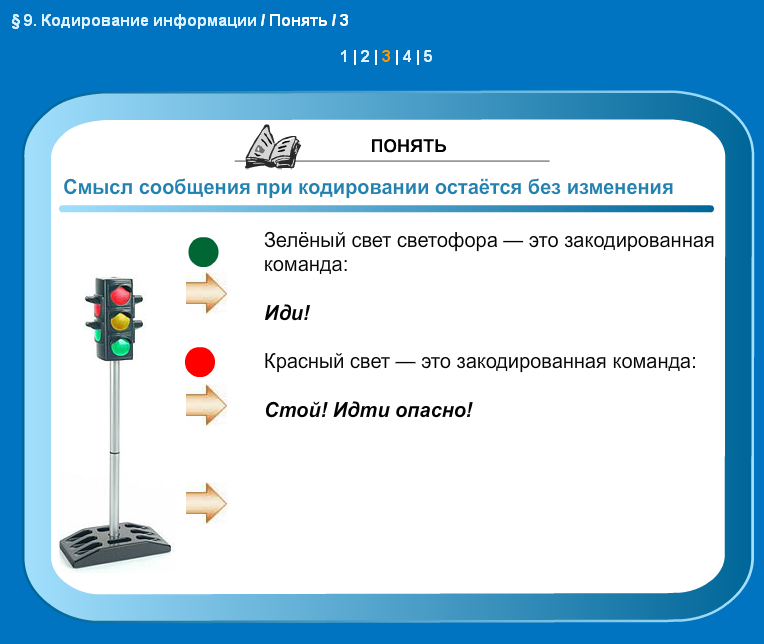 § 9. Кодирование информации / Понять / 3
1 | 2 | 3 | 4 | 5
ПОНЯТЬ
Смысл сообщения при кодировании остаётся без изменения
Зелёный свет светофора — это закодированная
команда:
Иди!
Красный свет — это закодированная команда:
Стой! Идти опасно!